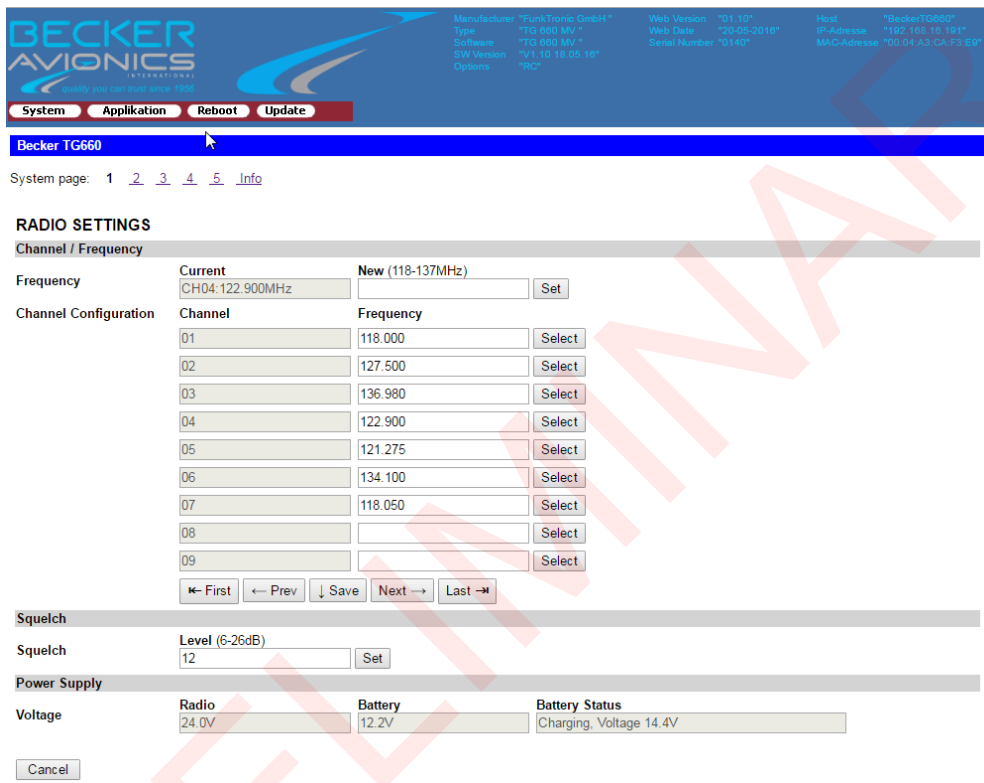 BECKER
AVIONICS
INTERNATIONAL
quality you can trust since 1956
Manufacturer "FunkTronic GmbH " Web Version "01.10" Host "BeckerTG660"
Type "TG 660 MV " Web Date "20-05-2016" IP-Adresse "192.168.16.191"
Software "TG 660 MV " Serial Number "0140" MAC-Adresse "00:04:A3:CA:F3:E9"
SW Version "V1.10 18.05.16"
Options "RC"
System Applikation Reboot Update
Becker TG660
System page: 1 2 3 4 5 Info
RADIO SETTINGS
Channel / Frequency
Current New (118-137MHz)
Frequency CH04:122.900MHz Set
Channel Configuration Channel Frequency
01 118.000 Select
02 127.500 Select
03 136.980 Select
04 122.900 Select
05 121.275 Select
06 134.100 Select
07 118.050 Select
08 Select
09 Select
⇤ First ← Prev ↓ Save Next → Last ⇥
Squelch
Level (6-26dB)
Squelch 12 Set
Power Supply
Radio Battery Battery Status
Voltage 24.0V 12.2V Charging, Voltage 14.4V
Cancel
ELIMINAR